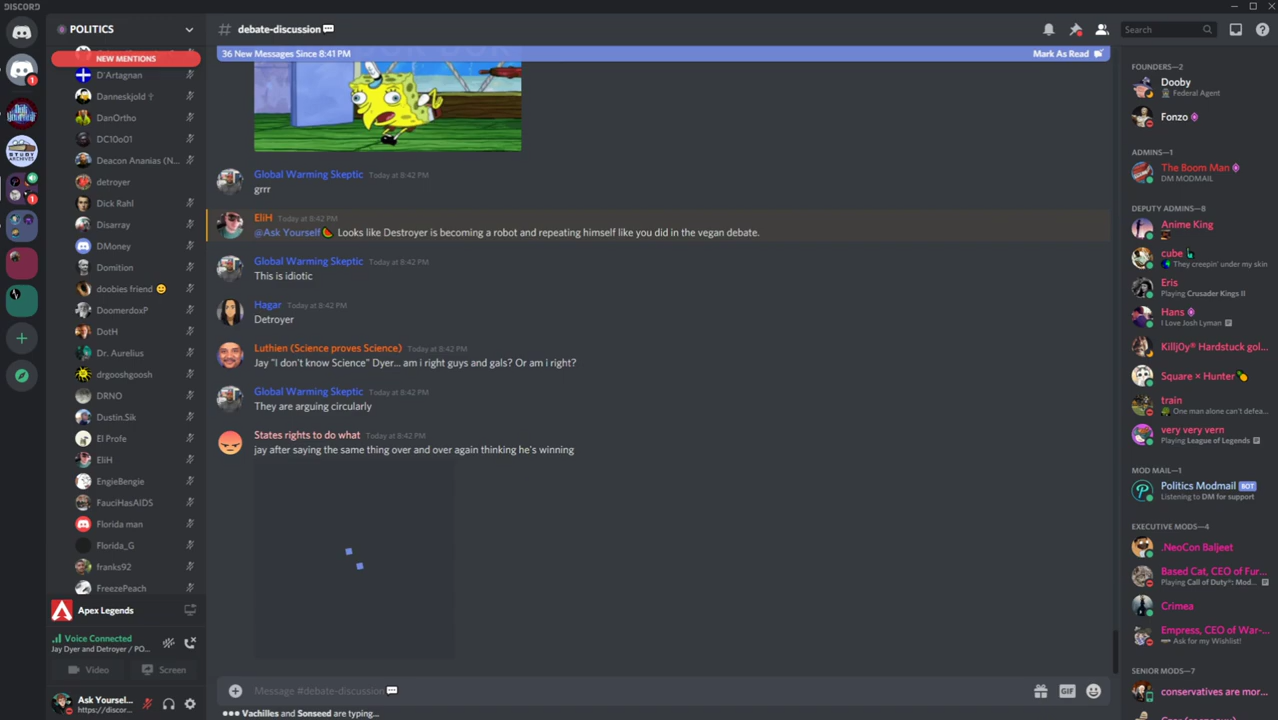 DISCORD
POLITICS
NEW MENTIONS
D'Artagnan
Danneskjold ♱
DanOrtho
DC10o01
Deacon Ananias (N...
detroyer
Dick Rahl
Disarray
DMoney
Domition
doobies friend 😀
DoomerdoxP
DotH
Dr. Aurelius
drgooshgoosh
DRNO
Dustin.Sik
El Profe
EliH
EngieBengie
FauciHasAIDS
Florida man
Florida_G
franks92
FreezePeach
Apex Legends
Voice Connected
Jay Dyer and Detroyer / PO...
Video
Screen
Ask Yoursel...
https://discor...
# debate-discussion💬
Search
36 New Messages Since 8:41 PM
Mark As Read
Global Warming Skeptic Today at 8:42 PM
grrr
EliH Today at 8:42 PM
@Ask Yourself🍉 Looks like Destroyer is becoming a robot and repeating himself like you did in the vegan debate.
Global Warming Skeptic Today at 8:42 PM
This is idiotic
Hagar Today at 8:42 PM
Detroyer
Luthien (Science proves Science) Today at 8:42 PM
Jay "I don't know Science" Dyer... am i right guys and gals? Or am i right?
Global Warming Skeptic Today at 8:42 PM
They are arguing circularly
States rights to do what Today at 8:42 PM
jay after saying the same thing over and over again thinking he's winning
Message #debate-discussion💬
GIF
Vachilles and Sonseed are typing...
FOUNDERS—2
Dooby
Federal Agent
Fonzo
ADMINS—1
The Boom Man
DM MODMAIL
DEPUTY ADMINS—8
Anime King
cube
They creepin' under my skin
Eris
Playing Crusader Kings II
Hans
I Love Josh Lyman
Killj0y® Hardstuck gol...
Square × Hunter🍍
train
One man alone can't defea...
very very vern
Playing League of Legends
MOD MAIL—1
Politics Modmail BOT
Listening to DM for support
EXECUTIVE MODS—4
.NeoCon Baljeet
Based Cat, CEO of Fur...
Playing Call of Duty®: Mod...
Crimea
Empress, CEO of War-...
Ask for my Wishlist!
SENIOR MODS—7
conservatives are mor...